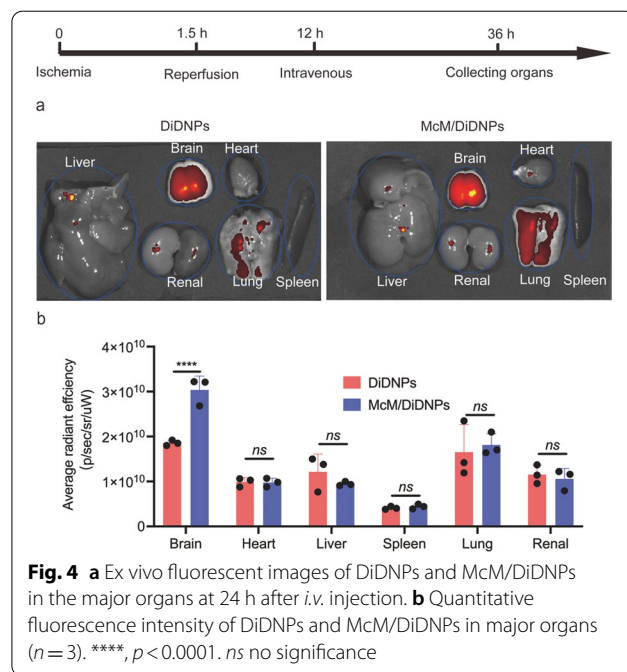 0 1.5 h 12 h 36 h
Ischemia Reperfusion Intravenous Collecting organs
a
DiDNPs McM/DiDNPs
Liver Brain Heart Renal Lung Spleen
Brain Heart Liver Renal Lung Spleen
b
Average radiant effciency
(p/sec/sr/uW)
4×10¹⁰
3×10¹⁰
2×10¹⁰
1×10¹⁰
0
DiDNPs
McM/DiDNPs
**** ns ns ns ns ns
Brain Heart Liver Spleen Lung Renal
Fig. 4 a Ex vivo fluorescent images of DiDNPs and McM/DiDNPs
in the major organs at 24 h after i.v. injection. b Quantitative
fluorescence intensity of DiDNPs and McM/DiDNPs in major organs
(n = 3). ****, p < 0.0001. ns no significance